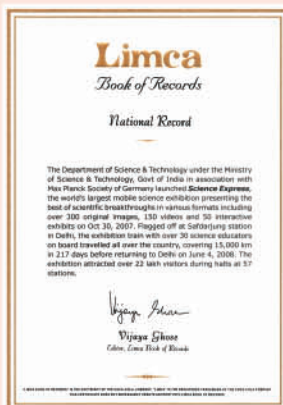 Limca
Book of Records
National Record
The Department of Science & Technology under the Ministry
of Science & Technology, Govt of India in association with
Max Planck Society of Germany launched Science Express,
the world's largest mobile science exhibition presenting the
best of scientific breakthroughs in various formats including
over 300 original images, 150 videos and 50 interactive
exhibits on Oct 30, 2007. Flagged off at Safdarjung station
in Delhi, the exhibition train with over 30 science educators
on board travelled all over the country, covering 15,000 km
in 217 days before returning to Delhi on June 4, 2008. The
exhibition attracted over 22 lakh visitors during halts at 57
stations.
Vijaya Ghose
Vijaya Ghose
Editor, Limca Book of Records